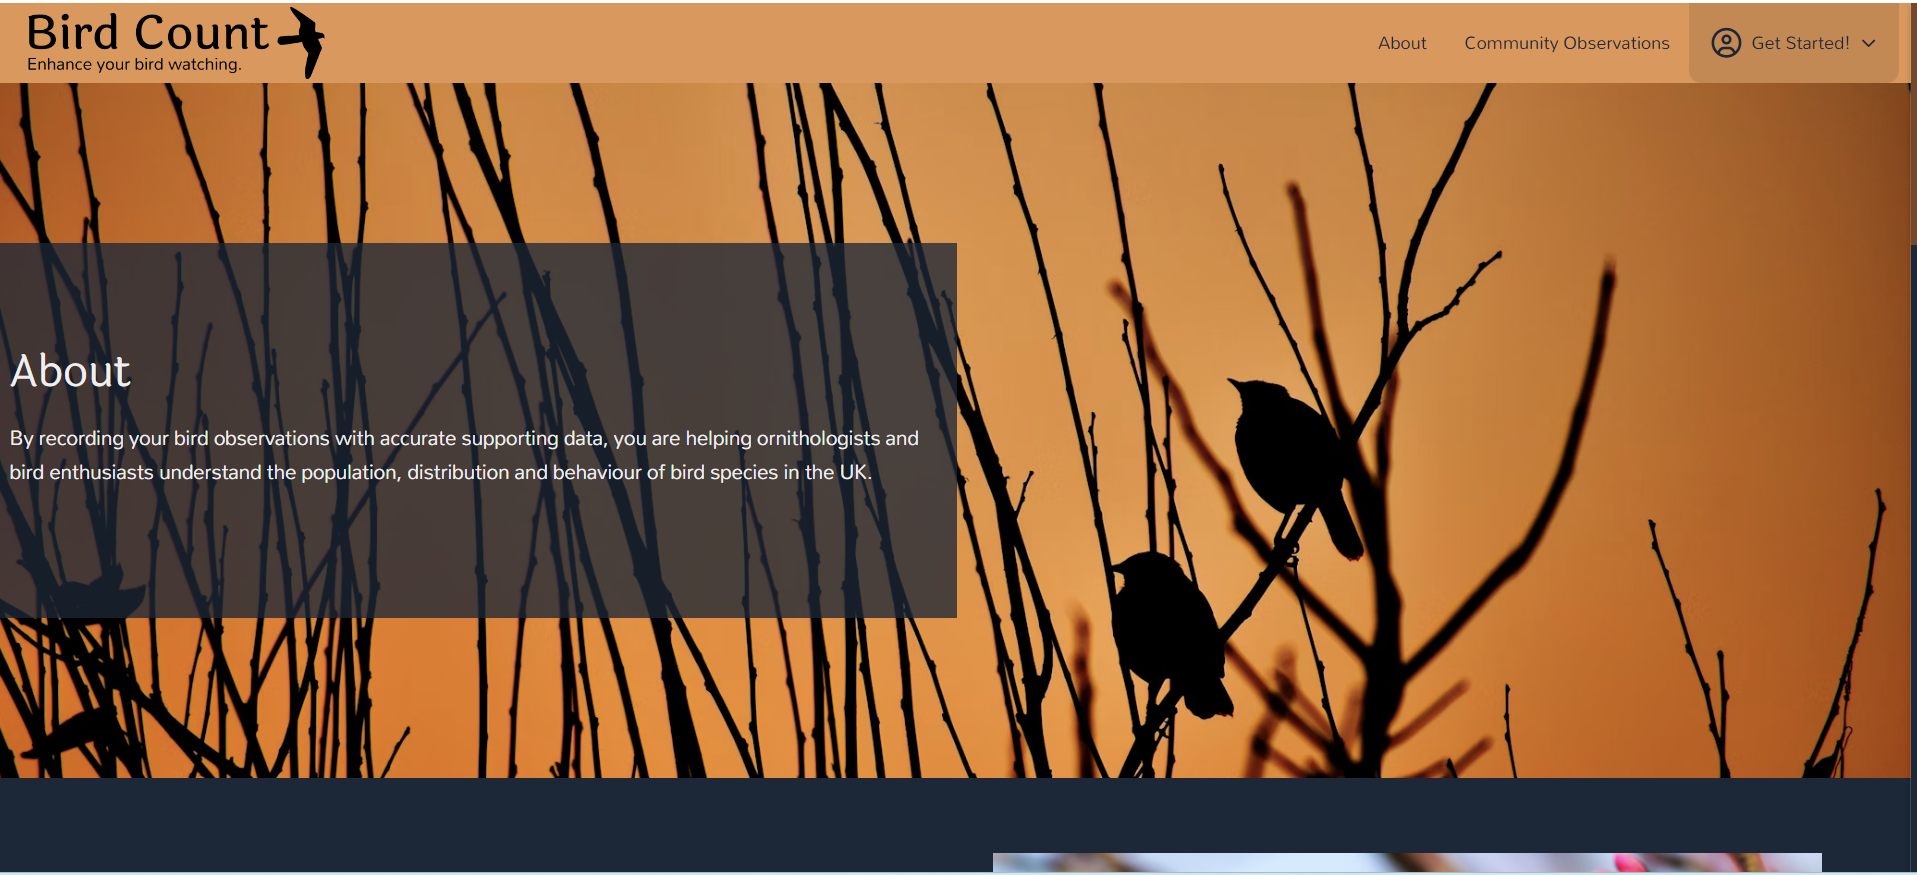 Bird Count
Enhance your bird watching.
About
Community Observations
Get Started!
About
By recording your bird observations with accurate supporting data, you are helping ornithologists and
bird enthusiasts understand the population, distribution and behaviour of bird species in the UK.